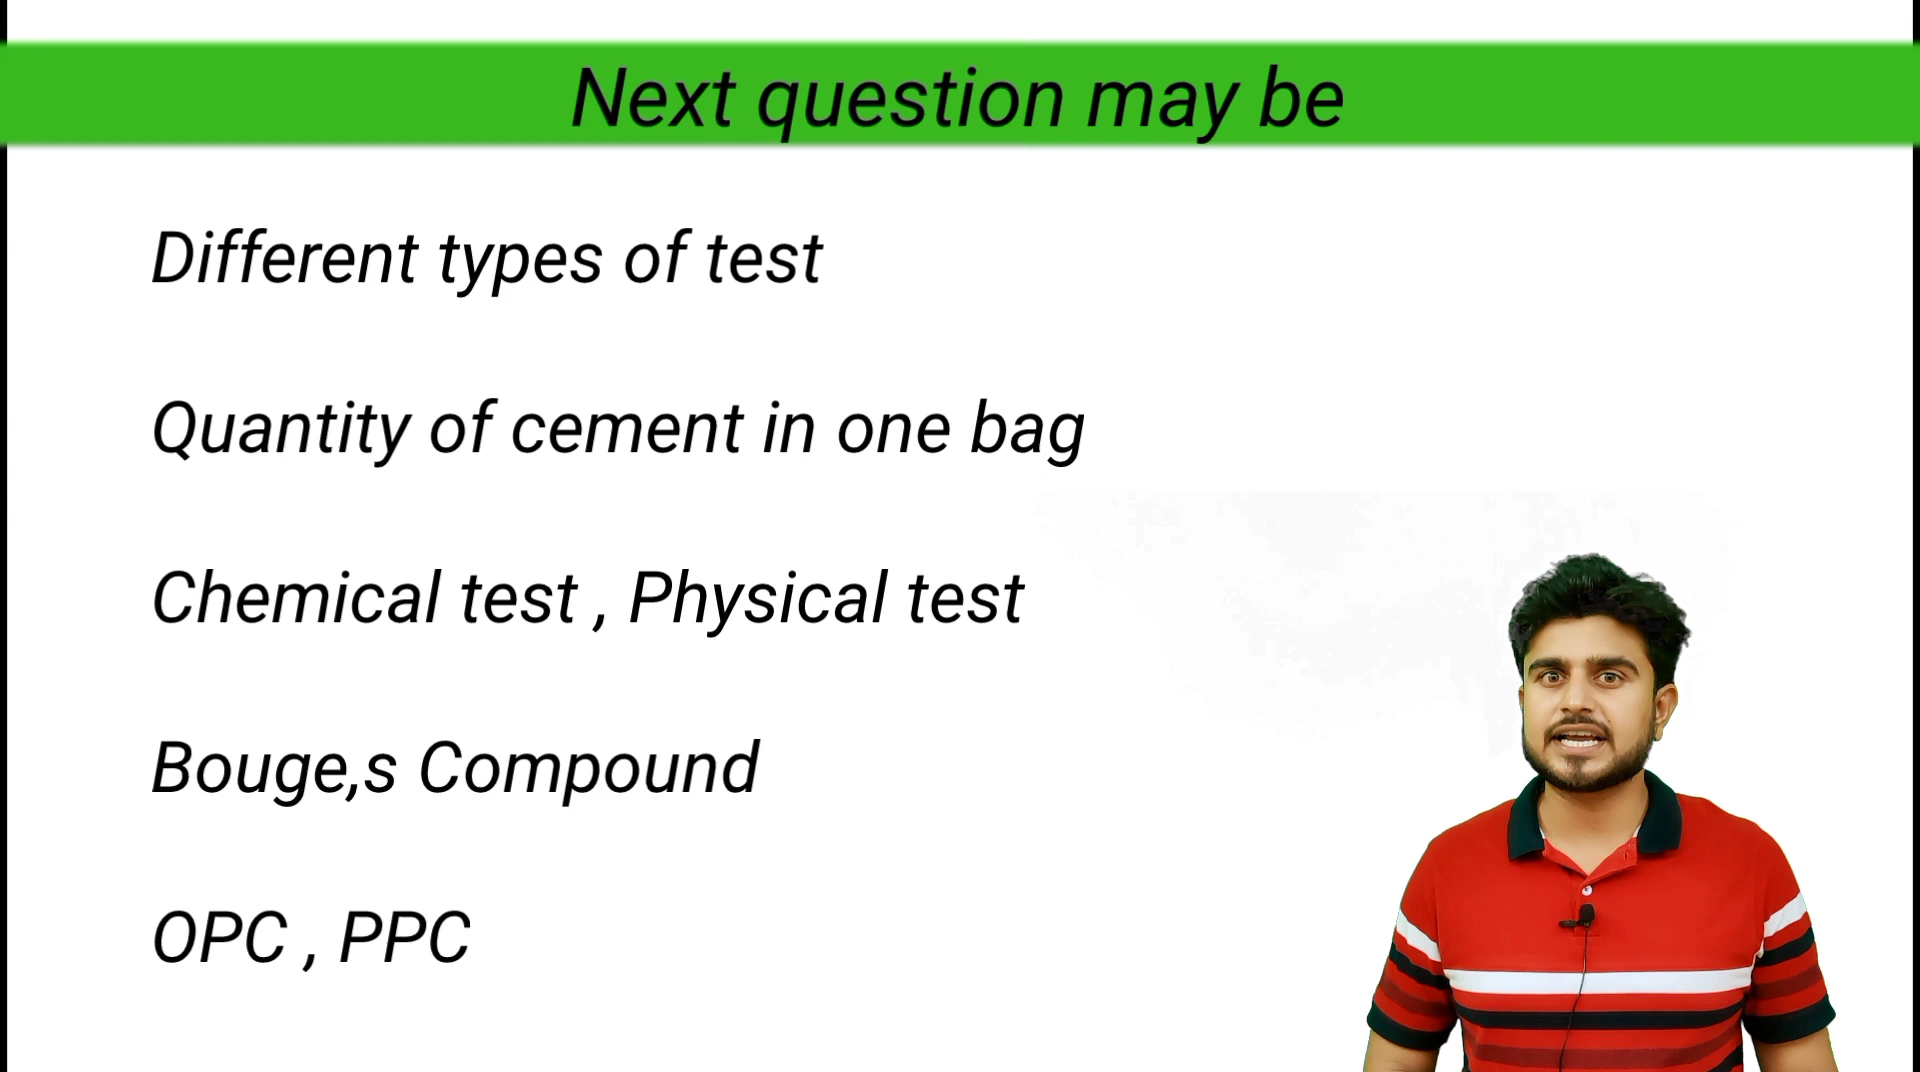 Next question may be
Different types of test
Quantity of cement in one bag
Chemical test , Physical test
Bouge,s Compound
OPC , PPC